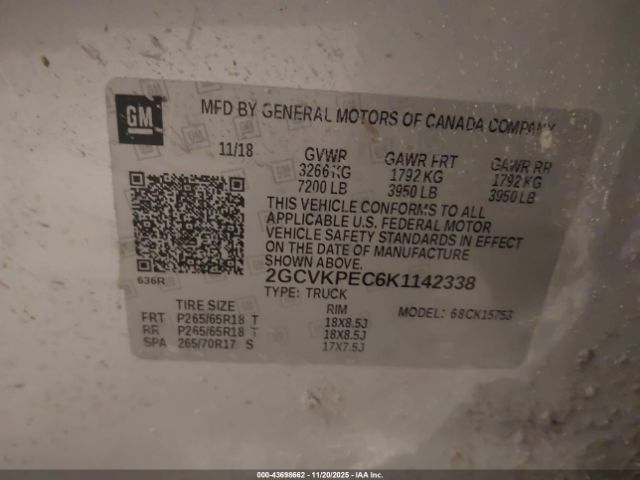 GM
MFD BY GENERAL MOTORS OF CANADA COMPANY
11/18 GVWR GAWR FRT GAWR RR
3266 KG 1792 KG 1792 KG
7200 LB 3950 LB 3950 LB
THIS VEHICLE CONFORMS TO ALL
APPLICABLE U.S. FEDERAL MOTOR
VEHICLE SAFETY STANDARDS IN EFFECT
ON THE DATE OF MANUFACTURE
SHOWN ABOVE.
636R
2GCVKPEC6K1142338
TYPE: TRUCK
TIRE SIZE RIM MODEL:
FRT P265/65R18 T 18X8.5J
RR P265/65R18 T 18X8.5J
SPA 265/70R17 S 17X7.5J
000-43698662 - 11/20/2025 - IAAI.COM